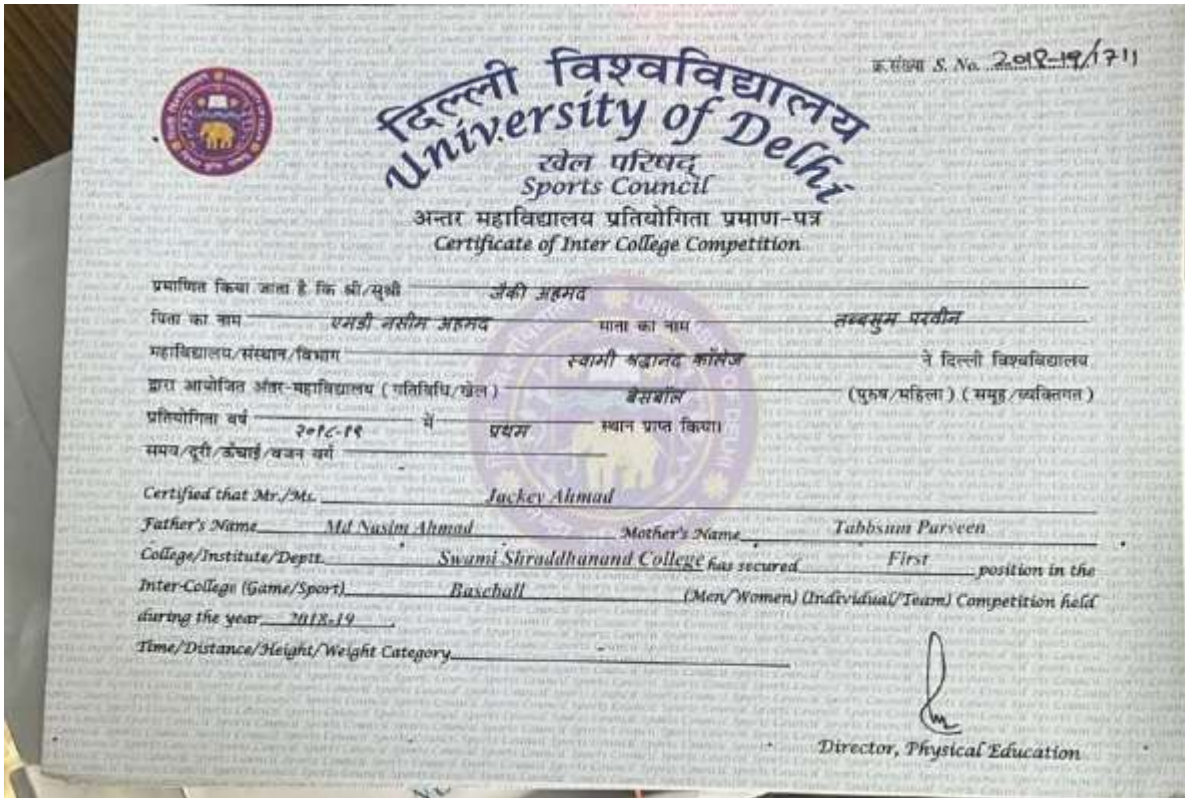 क्र.संख्या S. No. 2018-19/1711
दिल्ली विश्वविद्यालय
University of Delhi
खेल परिषद्
Sports Council
अन्तर महाविद्यालय प्रतियोगिता प्रमाण-पत्र
Certificate of Inter College Competition
प्रमाणित किया जाता है कि श्री/सुश्री जैकी अहमद
पिता का नाम एमडी नसीम अहमद माता का नाम तब्बसुम परवीन
महाविद्यालय/संस्थान/विभाग स्वामी श्रद्धानंद कॉलेज ने दिल्ली विश्वविद्यालय
द्वारा आयोजित अंतर-महाविद्यालय (गतिविधि/खेल) बेसबॉल (पुरुष/महिला) (समूह/व्यक्तिगत)
प्रतियोगिता वर्ष २०१८-१९ में प्रथम स्थान प्राप्त किया।
समय/दूरी/ऊँचाई/वजन वर्ग
Certified that Mr./Ms. Jackey Ahmad
Father's Name Md Nasim Ahmad Mother's Name Tabbsum Parveen
College/Institute/Deptt. Swami Shraddhanand College has secured First position in the
Inter-College (Game/Sport) Baseball (Men/Women) (Individual/Team) Competition held
during the year 2018-19.
Time/Distance/Height/Weight Category
Director, Physical Education